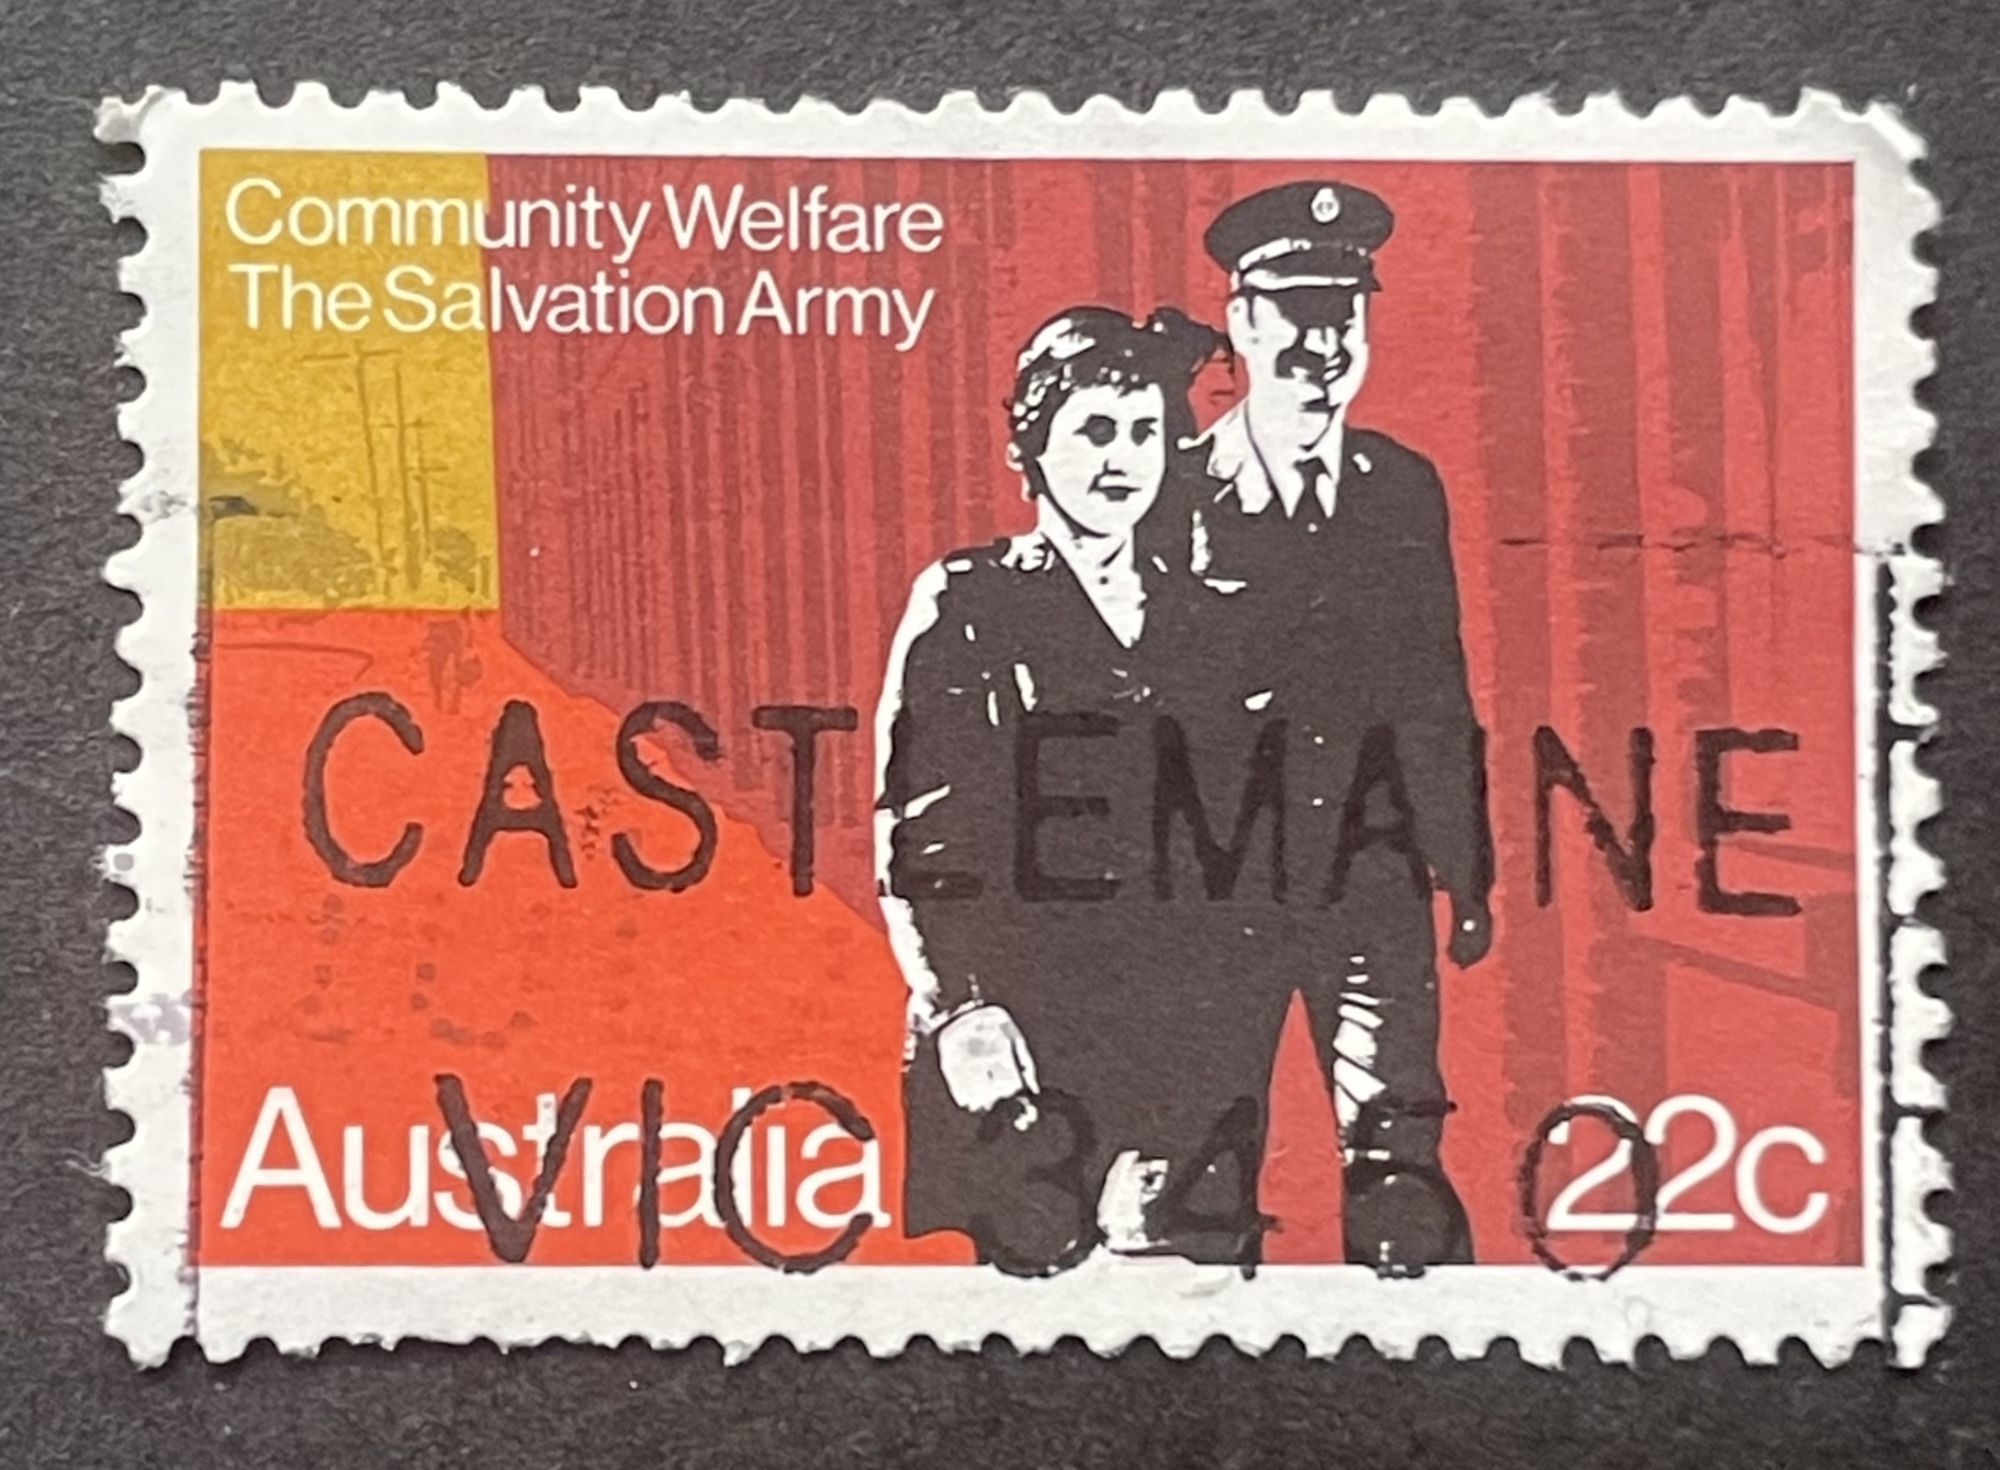 Community Welfare
The Salvation Army
CASTLEMAINE
Australia 22c
VIC 3450